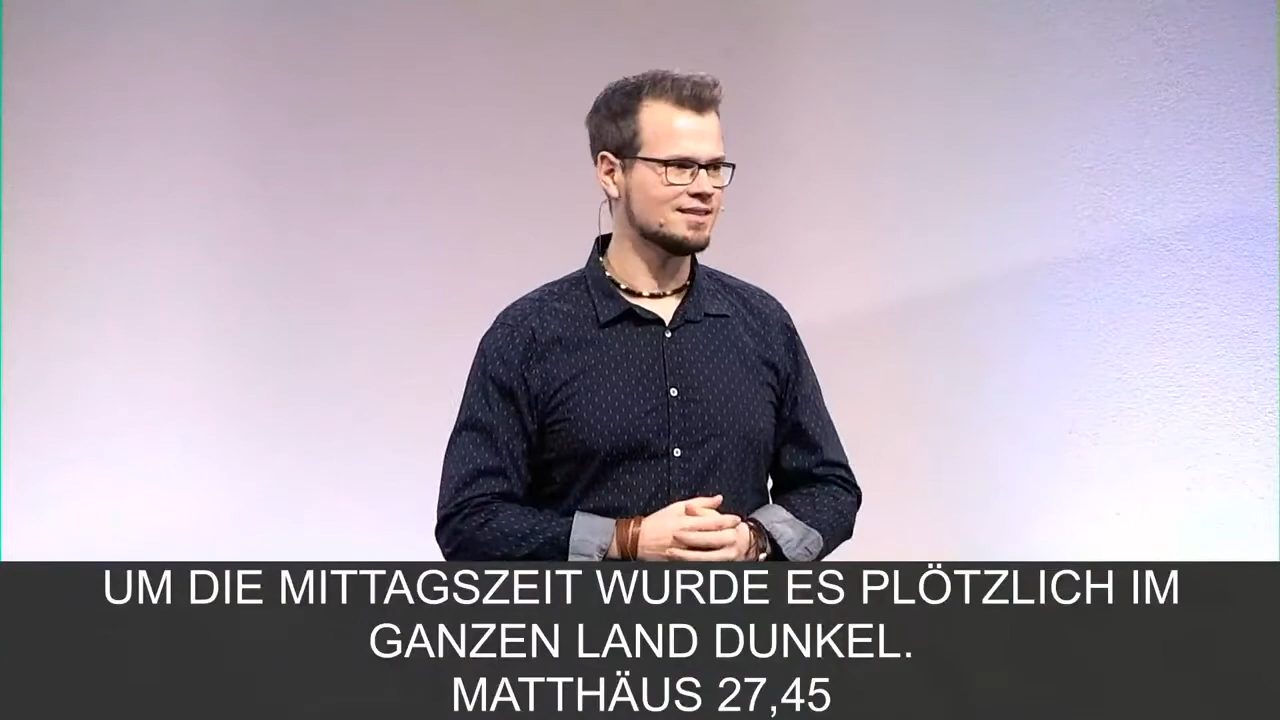 UM DIE MITTAGSZEIT WURDE ES PLÖTZLICH IM
GANZEN LAND DUNKEL.
MATTHÄUS 27,45